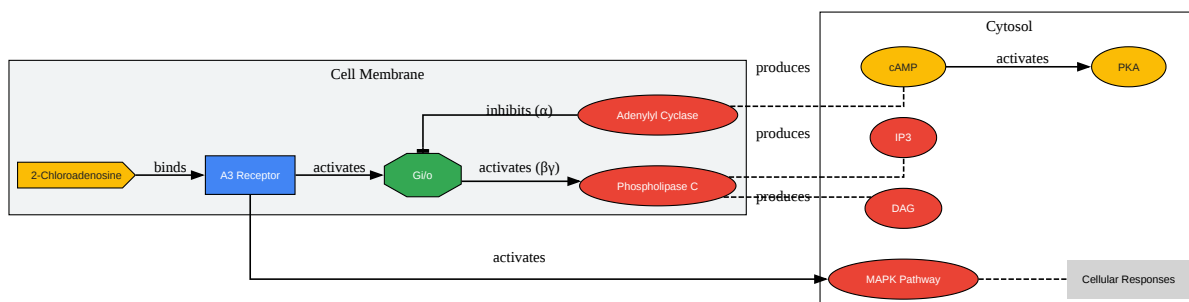 Cytosol
Cell Membrane
produces
cAMP
activates
PKA
inhibits (α)
Adenylyl Cyclase
produces
IP3
2-Chloroadenosine
binds
A3 Receptor
activates
Gi/o
activates (βγ)
Phospholipase C
produces
DAG
activates
MAPK Pathway
Cellular Responses